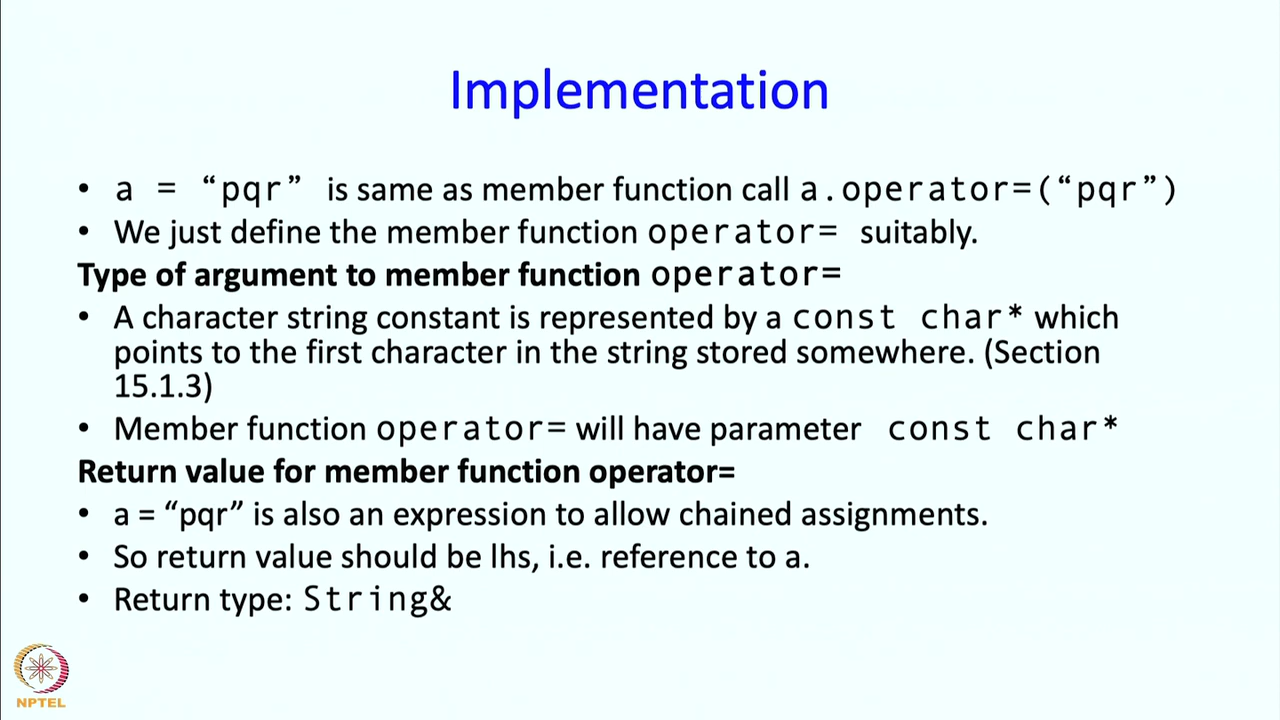 Implementation
• a = “pqr” is same as member function call a.operator=(“pqr”)
• We just define the member function operator= suitably.
Type of argument to member function operator=
• A character string constant is represented by a const char* which
points to the first character in the string stored somewhere. (Section
15.1.3)
• Member function operator= will have parameter const char*
Return value for member function operator=
• a = “pqr” is also an expression to allow chained assignments.
• So return value should be lhs, i.e. reference to a.
• Return type: String&
NPTEL